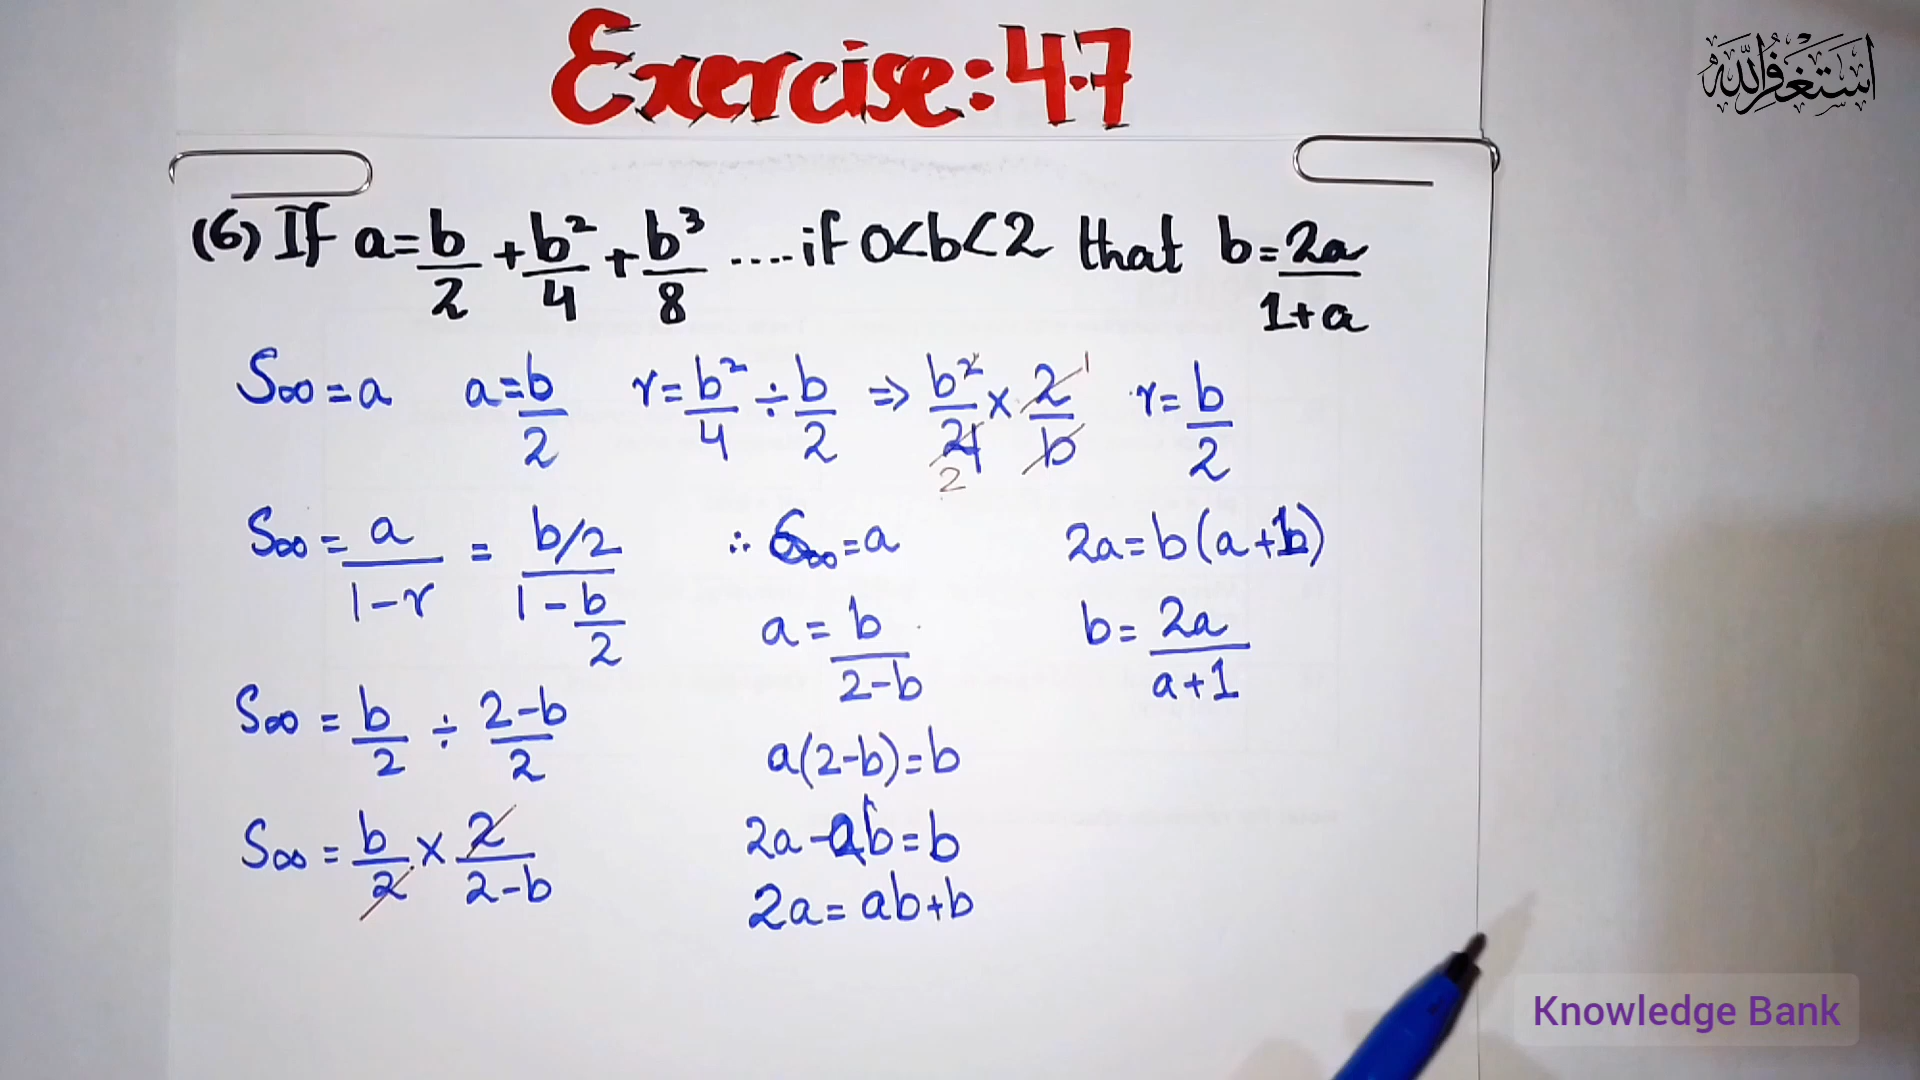 Exercise: 4.7
استغفر الله
(6) If a = b/2 + b²/4 + b³/8 .... if 0<b<2 that b = 2a/1+a
S∞ = a    a = b/2    r = b²/4 ÷ b/2 => b²/4 × 2/b    r = b/2
S∞ = a/1-r = b/2/1-b/2
S∞ = b/2 ÷ 2-b/2
S∞ = b/2 × 2/2-b
∴ S∞ = a
a = b/2-b
a(2-b) = b
2a - ab = b
2a = ab + b
2a = b(a+1)
b = 2a/a+1
Knowledge Bank